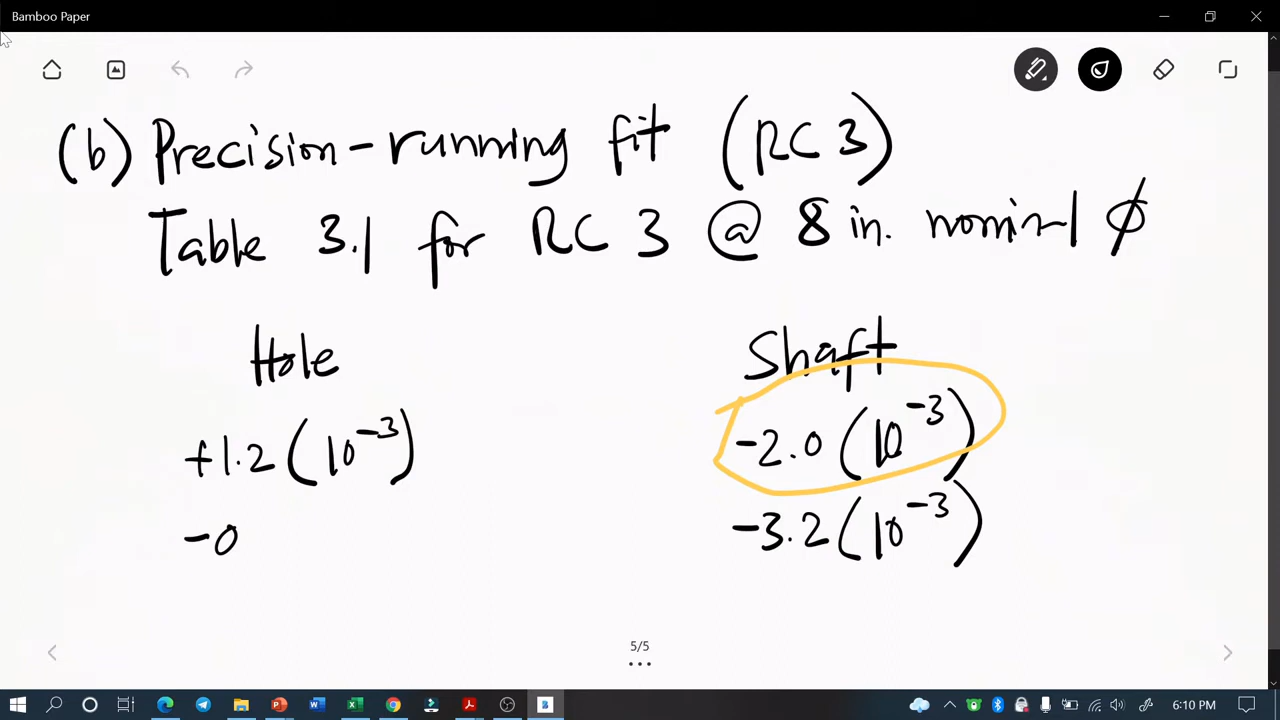 Bamboo Paper
(b) Precision-running fit (RC 3)
Table 3.1 for RC 3 @ 8 in. nominal ϕ
Hole Shaft
+1.2 (10⁻³) -2.0 (10⁻³)
-0 -3.2 (10⁻³)
5/5
6:10 PM